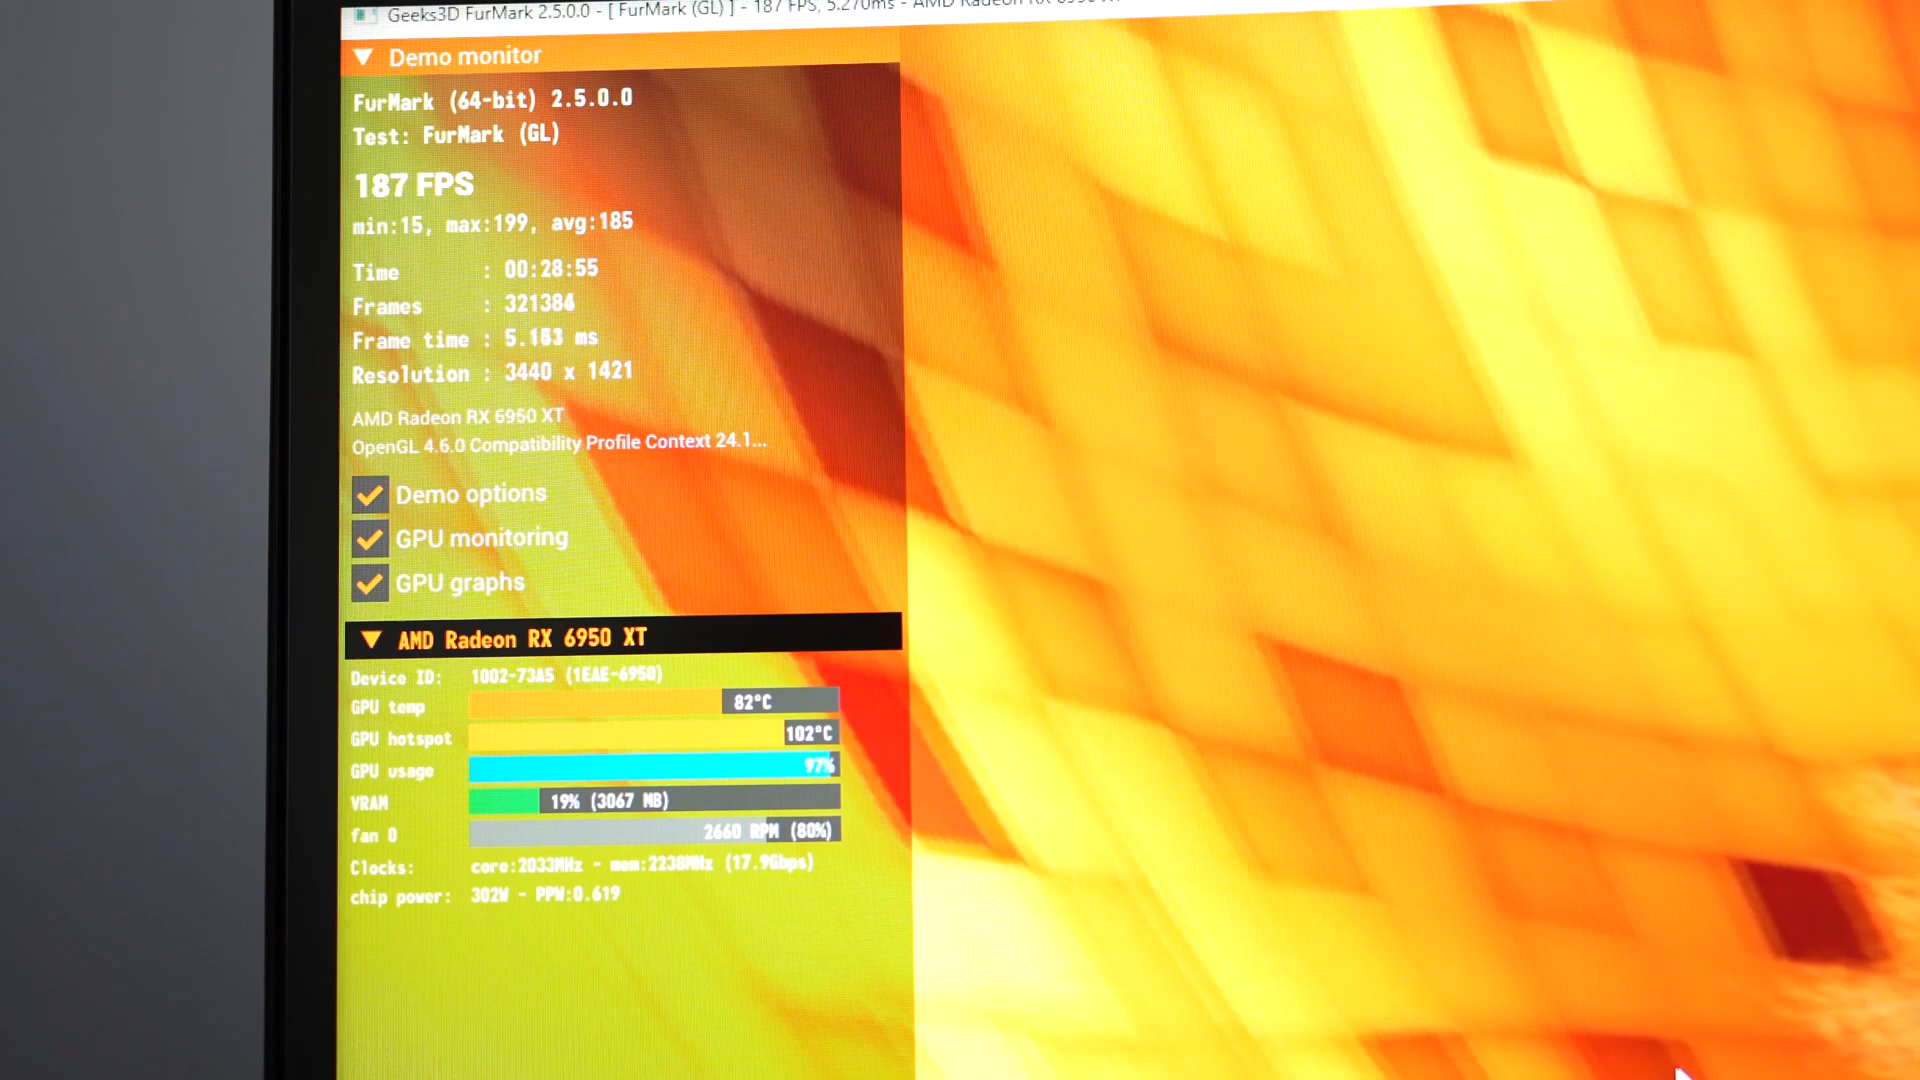 Geeks3D FurMark 2.5.0.0 - [ FurMark (GL) ] - 187 FPS, 5.270ms - AMD Radeon RX 6950
Demo monitor
FurMark (64-bit) 2.5.0.0
Test: FurMark (GL)
187 FPS
min:15, max:199, avg:185
Time : 00:28:55
Frames : 321384
Frame time : 5.183 ms
Resolution : 3440 x 1421
AMD Radeon RX 6950 XT
OpenGL 4.6.0 Compatibility Profile Context 24.1...
Demo options
GPU monitoring
GPU graphs
AMD Radeon RX 6950 XT
Device ID: 1002-73A5 (1EAE-6950)
GPU temp 82°C
GPU hotspot 102°C
GPU usage 97%
VRAM 19% (3067 MB)
fan 0 2660 RPM (80%)
Clocks: core:2033MHz - mem:2238MHz (17.9Gbps)
chip power: 302W - PPW:0.619